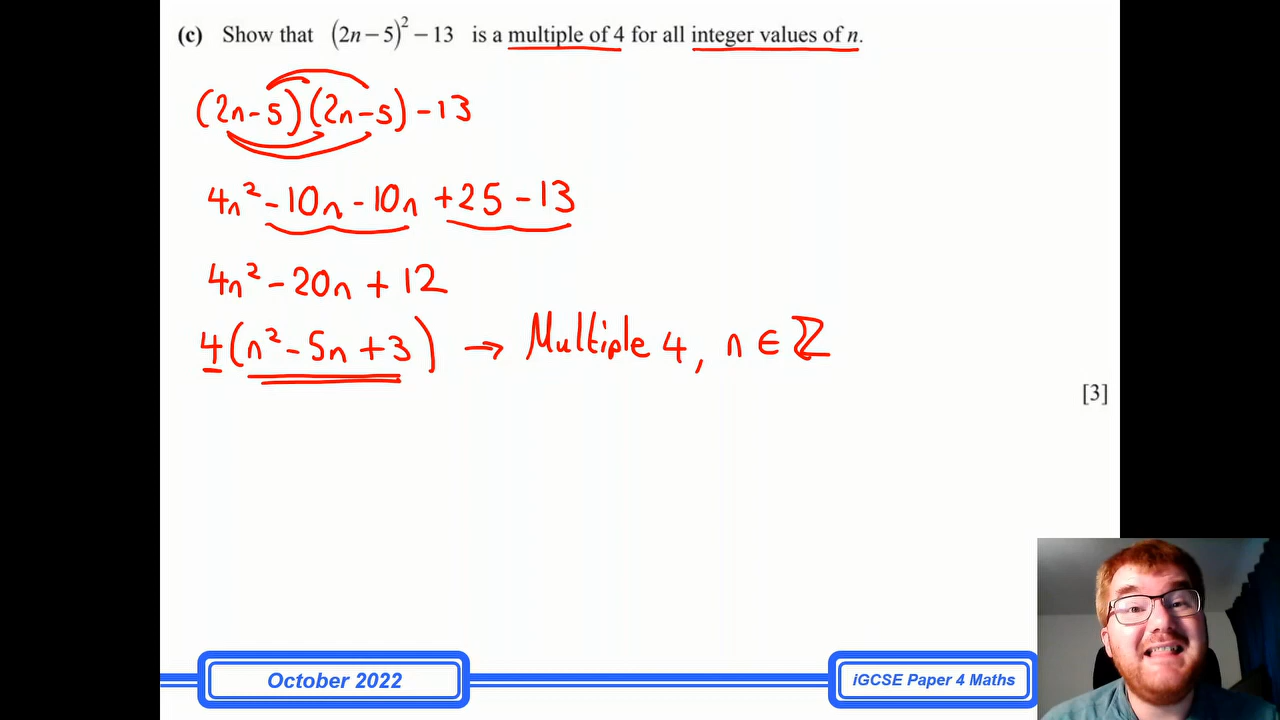 (c) Show that (2n − 5)² − 13 is a multiple of 4 for all integer values of n.
(2n − 5)(2n − 5) − 13
4n² − 10n − 10n + 25 − 13
4n² − 20n + 12
4(n² − 5n + 3) → Multiple 4, n ∈ ℤ
[3]
October 2022
iGCSE Paper 4 Maths